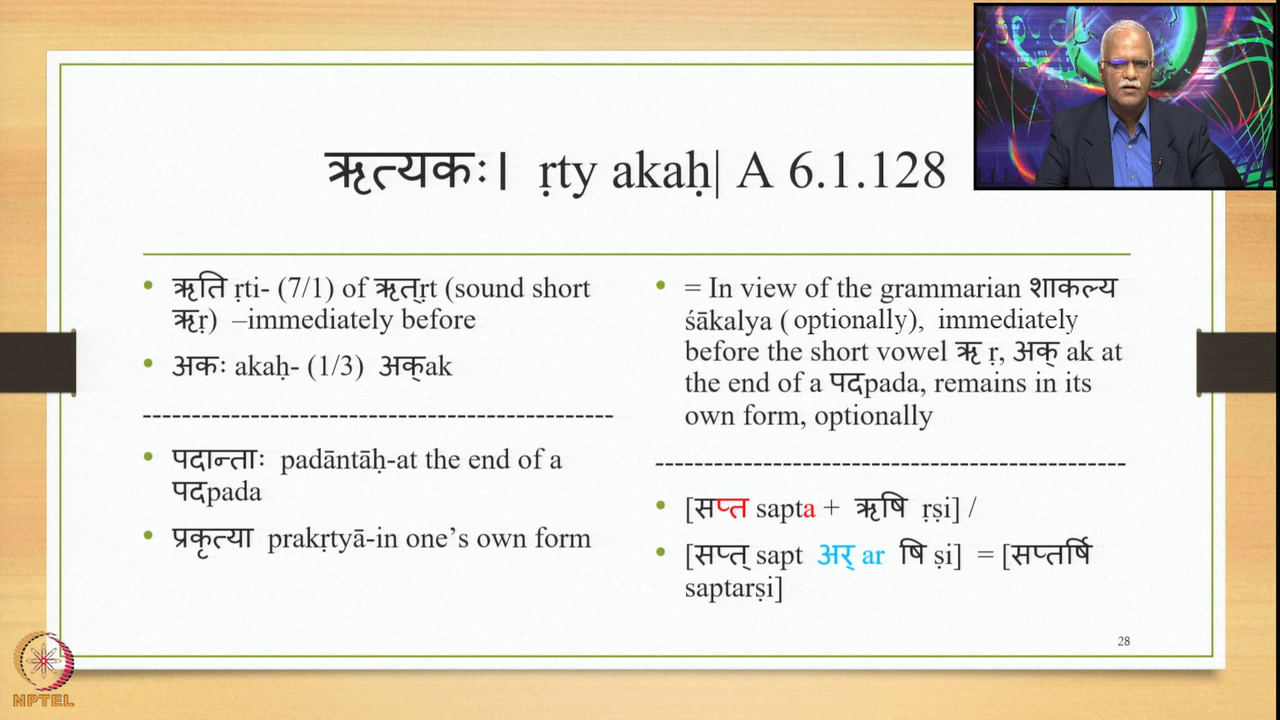 ऋत्यकः। ṛty akaḥ| A 6.1.128
• ऋति ṛti- (7/1) of ऋत्ṛt (sound short
ऋṛ) –immediately before
• अकः akaḥ- (1/3) अक्ak
-----------------------------------------------
• पदान्ताः padāntāḥ-at the end of a
पदpada
• प्रकृत्या prakṛtyā-in one’s own form
• = In view of the grammarian शाकल्य
śākalya ( optionally), immediately
before the short vowel ऋ ṛ, अक् ak at
the end of a पदpada, remains in its
own form, optionally
-----------------------------------------------
• [सप्त sapta + ऋषि ṛṣi] /
• [सप्त् sapt अर् ar षि ṣi] = [सप्तर्षि
saptarṣi]
28
NPTEL